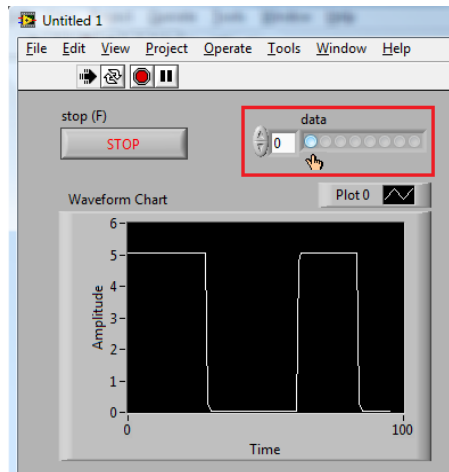 Untitled 1
File Edit View Project Operate Tools Window Help
stop (F)
STOP
data
0
Waveform Chart
Plot 0
6
5
4
3
2
1
0
Amplitude
0 100
Time